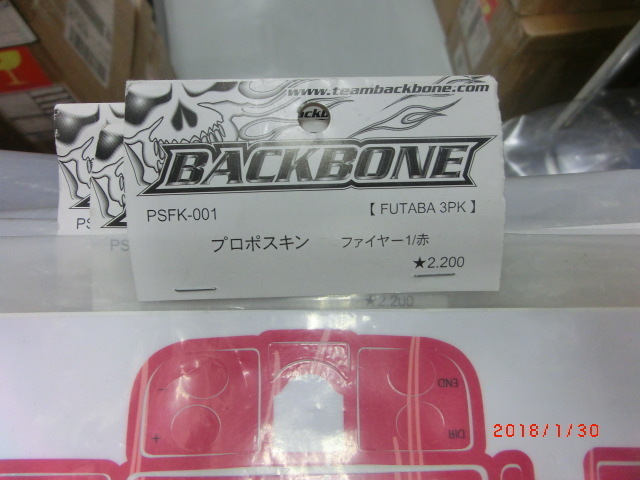 www.teambackbone.com
BACKBONE
PSFK-001 【 FUTABA 3PK 】
プロポスキン ファイヤー1/赤
★2,200
★2,200
END
DIR
+
2018/1/30